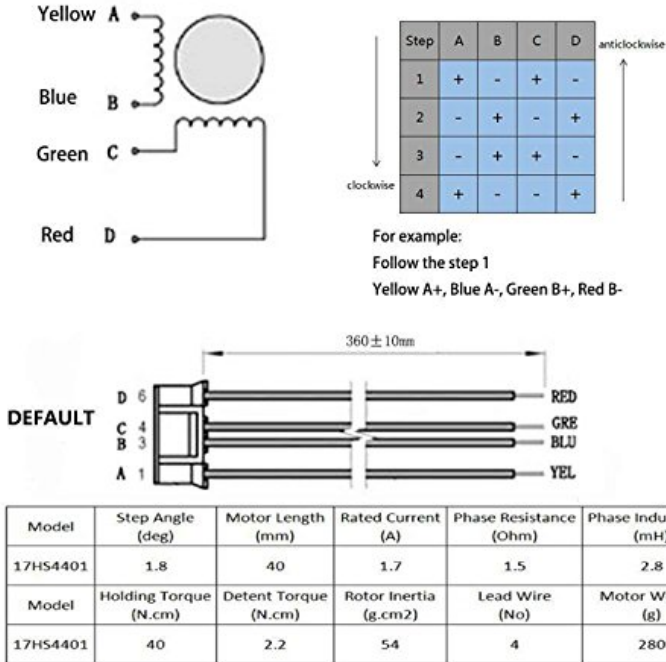 Yellow A
Blue B
Green C
Red D
Step A B C D
1 + - + -
2 - + - +
3 - + + -
4 + - - +
clockwise
anticlockwise
For example:
Follow the step 1
Yellow A+, Blue A-, Green B+, Red B-
360±10mm
DEFAULT
D 6 RED
C 4 GRE
B 3 BLU
A 1 YEL
Model Step Angle (deg) Motor Length (mm) Rated Current (A) Phase Resistance (Ohm) Phase (mH)
17HS4401 1.8 40 1.7 1.5 2.8
Model Holding Torque (N.cm) Detent Torque (N.cm) Rotor Inertia (g.cm2) Lead Wire (No) Motor (g)
17HS4401 40 2.2 54 4 280